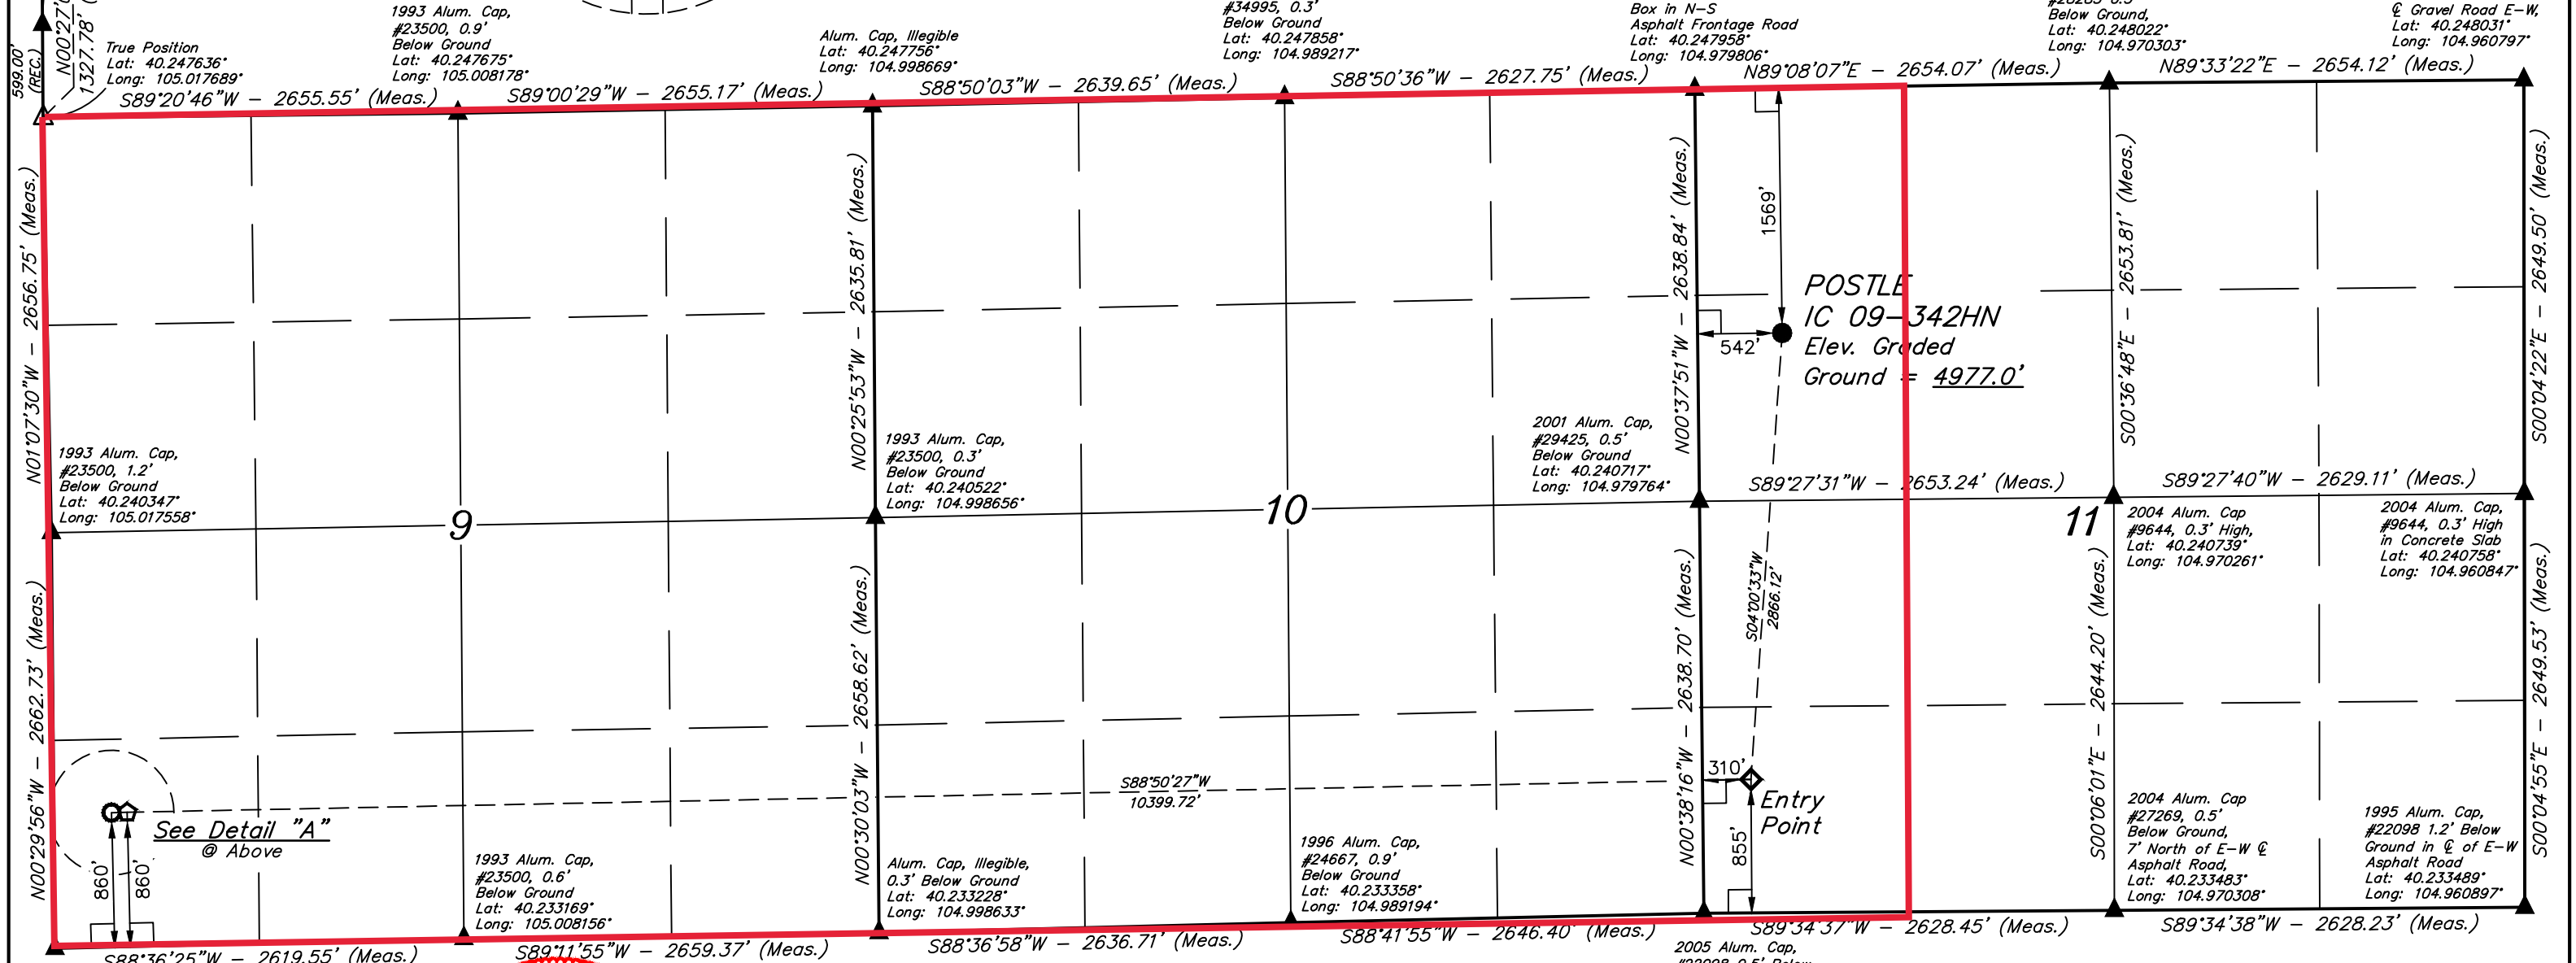 599.00'
(REC.)
1327.78'
True Position
Lat: 40.247636°
Long: 105.017689°
1993 Alum. Cap,
#23500, 0.9'
Below Ground
Lat: 40.247675°
Long: 105.008178°
Alum. Cap, Illegible
Lat: 40.247756°
Long: 104.998669°
#34995, 0.3'
Below Ground
Lat: 40.247858°
Long: 104.989217°
Box in N-S
Asphalt Frontage Road
Lat: 40.247958°
Long: 104.979806°
Below Ground,
Lat: 40.248022°
Long: 104.970303°
℄ Gravel Road E-W,
Lat: 40.248031°
Long: 104.960797°
S89°20'46"W - 2655.55' (Meas.)
S89°00'29"W - 2655.17' (Meas.)
S88°50'03"W - 2639.65' (Meas.)
S88°50'36"W - 2627.75' (Meas.)
N89°08'07"E - 2654.07' (Meas.)
N89°33'22"E - 2654.12' (Meas.)
N01°07'30"W - 2656.75' (Meas.)
N00°25'53"W - 2635.81' (Meas.)
N00°37'51"W - 2638.84' (Meas.)
1569'
542'
POSTLE
IC 09-342HN
Elev. Graded
Ground = 4977.0'
S00°36'48"E - 2653.81' (Meas.)
S00°04'22"E - 2649.50' (Meas.)
1993 Alum. Cap,
#23500, 1.2'
Below Ground
Lat: 40.240347°
Long: 105.017558°
1993 Alum. Cap,
#23500, 0.3'
Below Ground
Lat: 40.240522°
Long: 104.998656°
2001 Alum. Cap,
#29425, 0.5'
Below Ground
Lat: 40.240717°
Long: 104.979764°
S89°27'31"W - 2653.24' (Meas.)
S89°27'40"W - 2629.11' (Meas.)
9
10
11
2004 Alum. Cap
#9644, 0.3' High,
Lat: 40.240739°
Long: 104.970261°
2004 Alum. Cap,
#9644, 0.3' High
in Concrete Slab
Lat: 40.240758°
Long: 104.960847°
N00°29'56"W - 2662.73' (Meas.)
N00°30'03"W - 2658.62' (Meas.)
N00°38'16"W - 2638.70' (Meas.)
S04°00'33"W
2866.12'
S00°06'01"E - 2644.20' (Meas.)
S00°04'55"E - 2649.53' (Meas.)
S88°50'27"W
10399.72'
310'
Entry
Point
855'
See Detail "A"
@ Above
860'
860'
1993 Alum. Cap,
#23500, 0.6'
Below Ground
Lat: 40.233169°
Long: 105.008156°
Alum. Cap, Illegible,
0.3' Below Ground
Lat: 40.233228°
Long: 104.998633°
1996 Alum. Cap,
#24667, 0.9'
Below Ground
Lat: 40.233358°
Long: 104.989194°
2004 Alum. Cap
#27269, 0.5'
Below Ground,
7' North of E-W ℄
Asphalt Road,
Lat: 40.233483°
Long: 104.970308°
1995 Alum. Cap,
#22098 1.2' Below
Ground in ℄ of E-W
Asphalt Road
Lat: 40.233489°
Long: 104.960897°
S88°36'25"W - 2619.55' (Meas.)
S89°11'55"W - 2659.37' (Meas.)
S88°36'58"W - 2636.71' (Meas.)
S88°41'55"W - 2646.40' (Meas.)
S89°34'37"W - 2628.45' (Meas.)
S89°34'38"W - 2628.23' (Meas.)
2005 Alum. Cap,